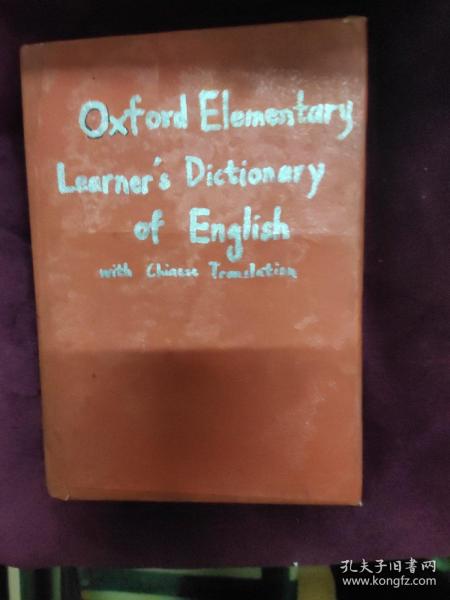 Oxford Elementary
Learner's Dictionary
of English
with Chinese Translation
孔夫子旧书网
www.kongfz.com